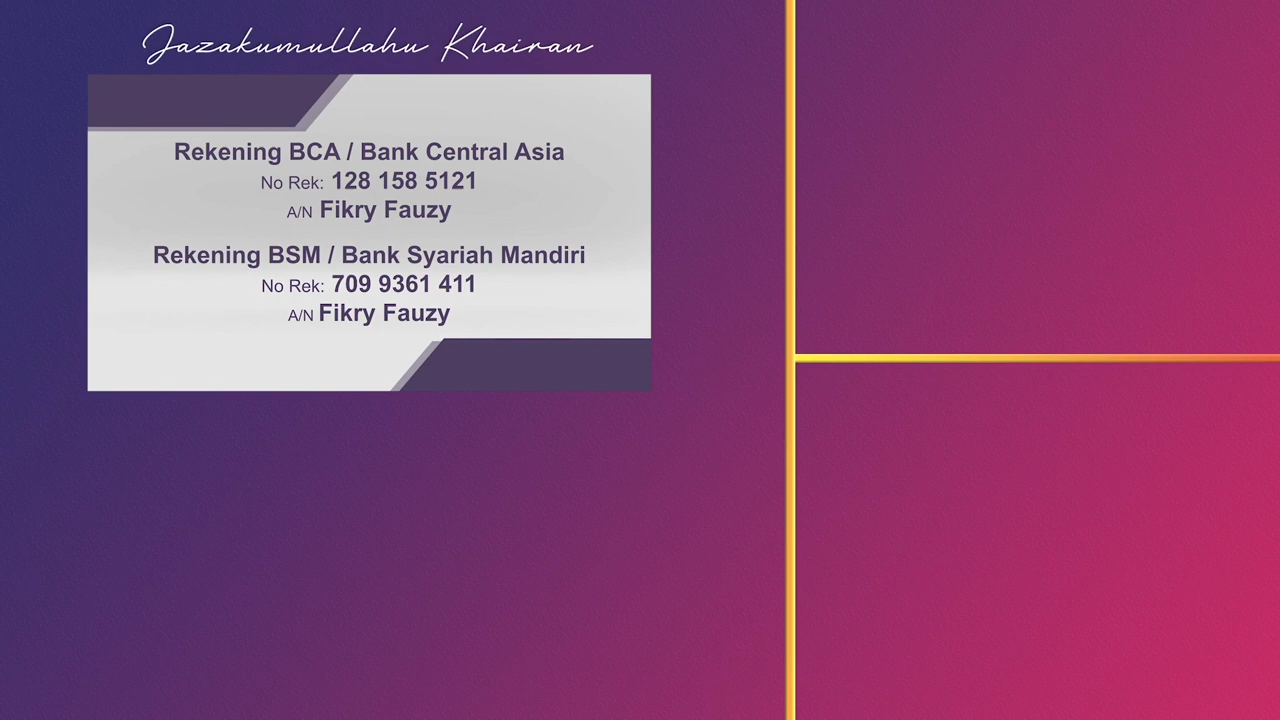 Jazakumullahu Khairan
Rekening BCA / Bank Central Asia
No Rek: 128 158 5121
A/N Fikry Fauzy
Rekening BSM / Bank Syariah Mandiri
No Rek: 709 9361 411
A/N Fikry Fauzy